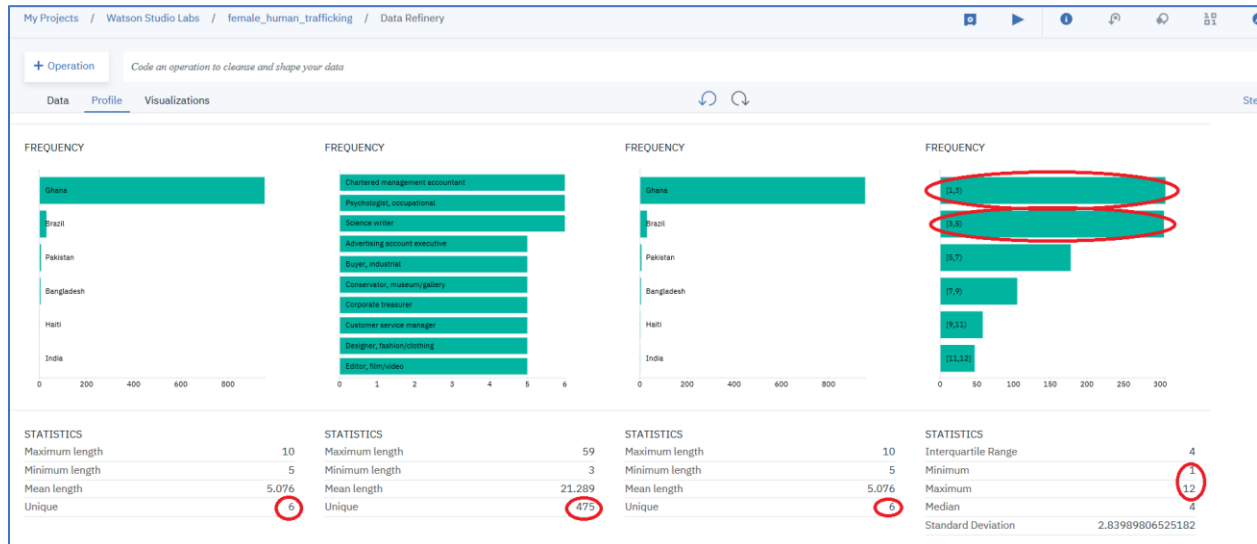 My Projects / Watson Studio Labs / female_human_trafficking / Data Refinery
+ Operation Code an operation to cleanse and shape your data
Data Profile Visualizations Ste
FREQUENCY
Ghana
Brazil
Pakistan
Bangladesh
Haiti
India
0 200 400 600 800
FREQUENCY
Chartered management accountant
Psychologist, occupational
Science writer
Advertising account executive
Buyer, industrial
Conservator, museum/gallery
Corporate treasurer
Customer service manager
Designer, fashion/clothing
Editor, film/video
0 1 2 3 4 5 6
FREQUENCY
Ghana
Brazil
Pakistan
Bangladesh
Haiti
India
0 200 400 600 800
FREQUENCY
[1,3)
[3,5)
[5,7)
[7,9)
[9,11)
[11,12]
0 50 100 150 200 250 300
STATISTICS
Maximum length 10
Minimum length 5
Mean length 5.076
Unique 6
STATISTICS
Maximum length 59
Minimum length 3
Mean length 21.289
Unique 475
STATISTICS
Maximum length 10
Minimum length 5
Mean length 5.076
Unique 6
STATISTICS
Interquartile Range 4
Minimum 1
Maximum 12
Median 4
Standard Deviation 2.83989806525182